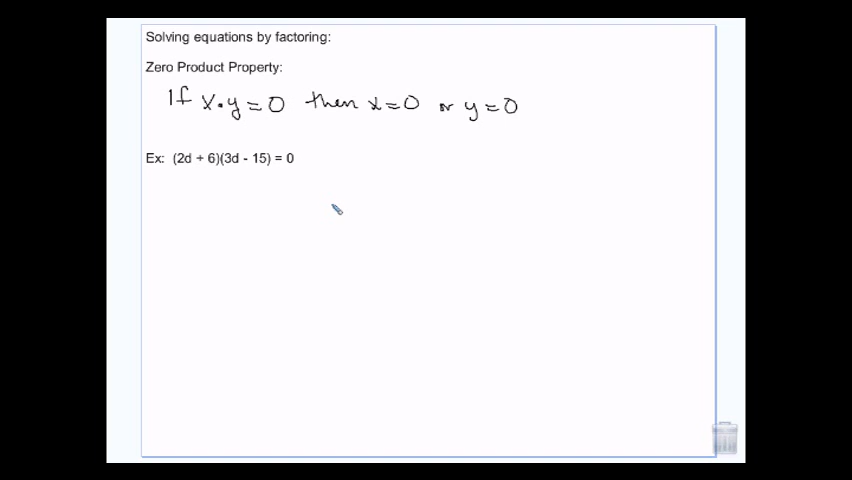 Solving equations by factoring:
Zero Product Property:
If x·y=0 then x=0 or y=0
Ex: (2d + 6)(3d - 15) = 0